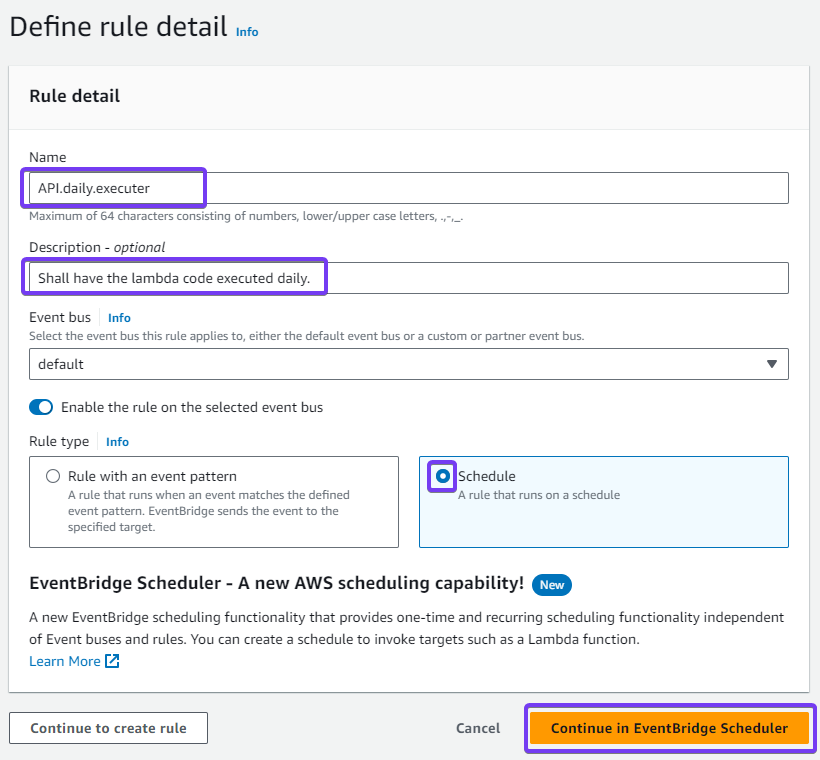 Define rule detail Info
Rule detail
Name
API.daily.executer
Maximum of 64 characters consisting of numbers, lower/upper case letters, .,-,_.
Description - optional
Shall have the lambda code executed daily.
Event bus Info
Select the event bus this rule applies to, either the default event bus or a custom or partner event bus.
default
Enable the rule on the selected event bus
Rule type Info
Rule with an event pattern
A rule that runs when an event matches the defined
event pattern. EventBridge sends the event to the
specified target.
Schedule
A rule that runs on a schedule
EventBridge Scheduler - A new AWS scheduling capability! New
A new EventBridge scheduling functionality that provides one-time and recurring scheduling functionality independent
of Event buses and rules. You can create a schedule to invoke targets such as a Lambda function.
Learn More
Continue to create rule Cancel Continue in EventBridge Scheduler